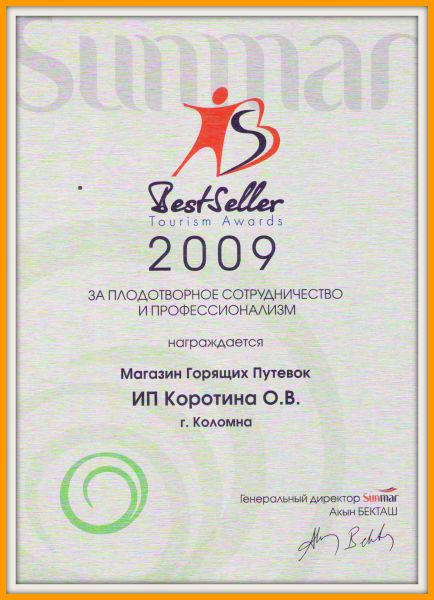 Sunmar
BestSeller
Tourism Awards
2009
ЗА ПЛОДОТВОРНОЕ СОТРУДНИЧЕСТВО
И ПРОФЕССИОНАЛИЗМ
награждается
Магазин Горящих Путевок
ИП Коротина О.В.
г. Коломна
Генеральный директор Sunmar
Акын БЕКТАШ